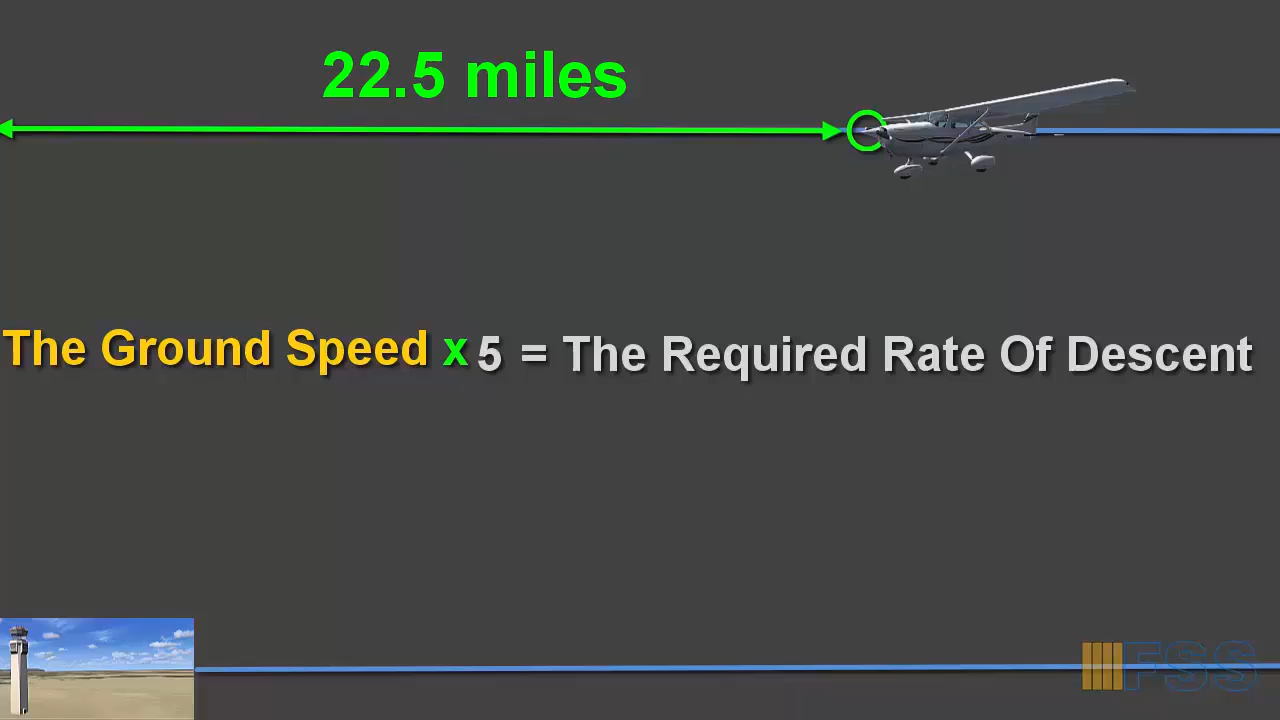 22.5 miles
The Ground Speed x 5 = The Required Rate Of Descent
FSS